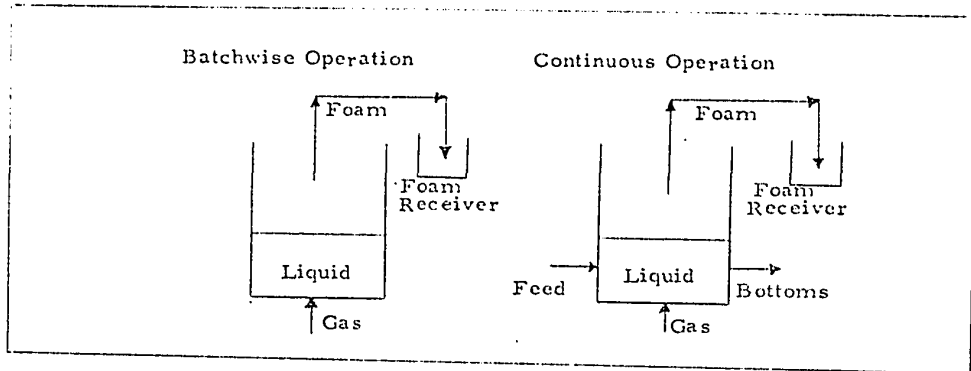 Batchwise Operation
Continuous Operation
Foam
Foam
Foam
Receiver
Foam
Receiver
Liquid
Liquid
Feed
Bottoms
Gas
Gas